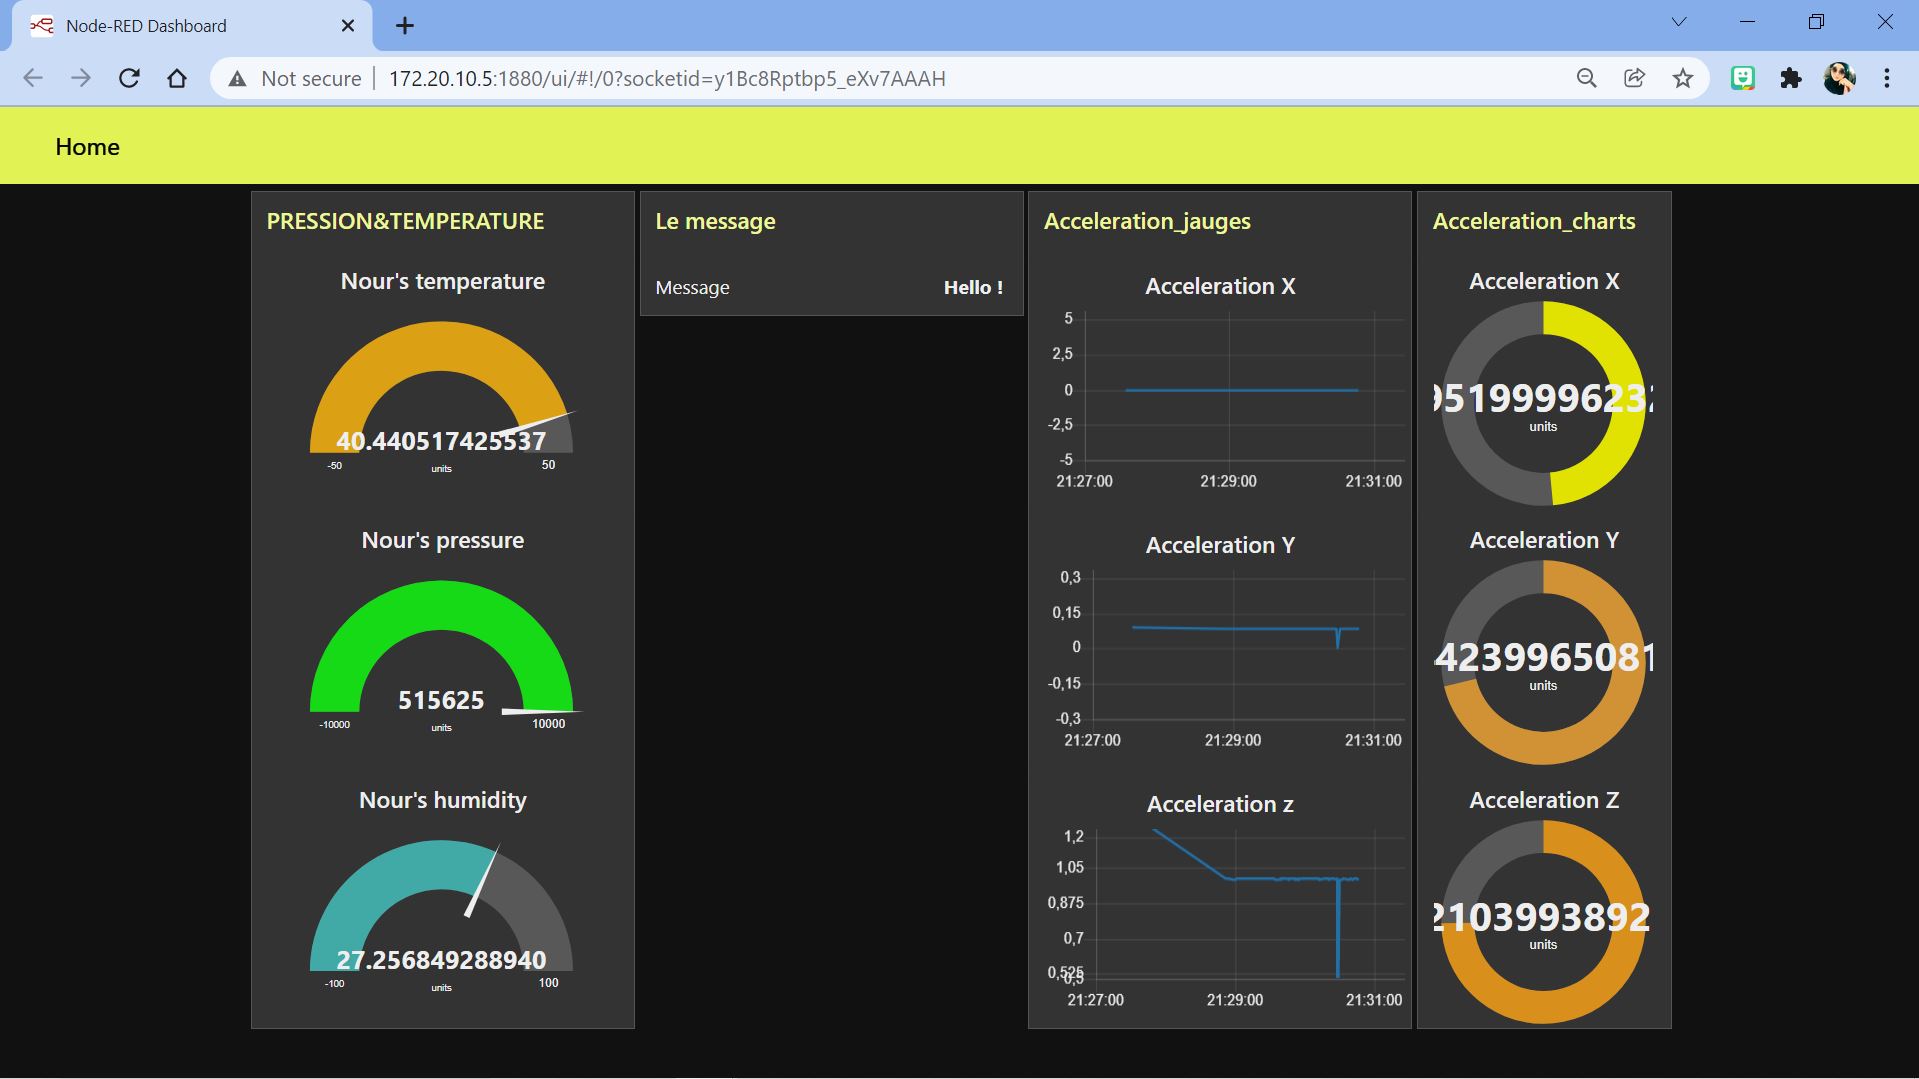 Node-RED Dashboard
Not secure
172.20.10.5:1880/ui/#!/0?socketid=y1Bc8Rptbp5_eXv7AAAH
Home
PRESSION&TEMPERATURE
Nour's temperature
40.440517425537
-50
units
50
Nour's pressure
515625
-10000
units
10000
Nour's humidity
27.256849288940
-100
units
100
Le message
Message
Hello !
Acceleration_jauges
Acceleration X
5
2,5
0
-2,5
-5
21:27:00
21:29:00
21:31:00
Acceleration Y
0,3
0,15
0
-0,15
-0,3
21:27:00
21:29:00
21:31:00
Acceleration z
1,2
1,05
0,875
0,7
0,525
0,5
21:27:00
21:29:00
21:31:00
Acceleration_charts
Acceleration X
9519999623
units
Acceleration Y
4239965081
units
Acceleration Z
2103993892
units